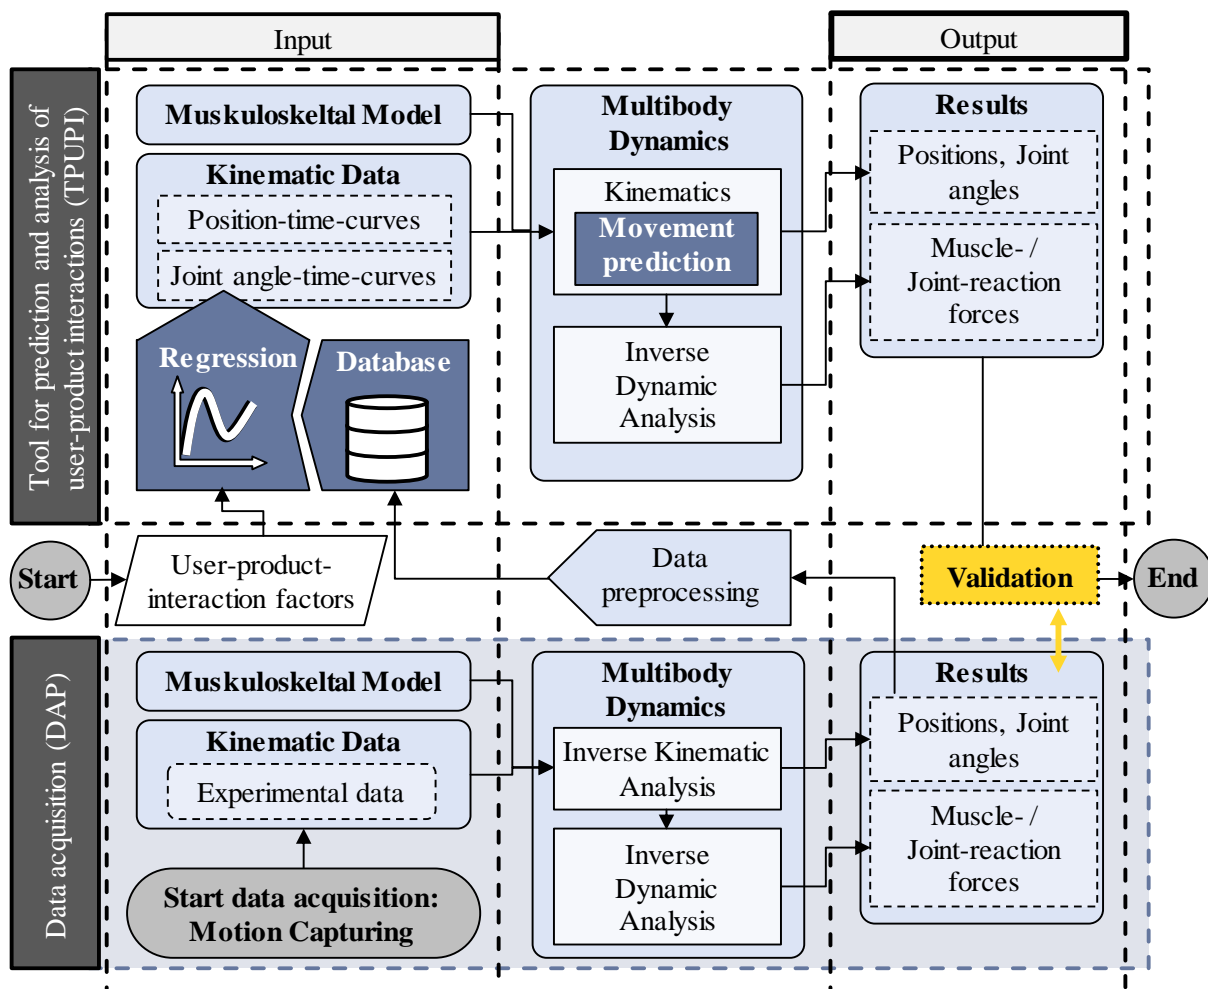 Input
Output
Tool for prediction and analysis of
user-product interactions (TPUPI)
Muskuloskeltal Model
Kinematic Data
Position-time-curves
Joint angle-time-curves
Regression
Database
Multibody
Dynamics
Kinematics
Movement
prediction
Inverse
Dynamic
Analysis
Results
Positions, Joint
angles
Muscle- /
Joint-reaction
forces
Start
User-product-
interaction factors
Data
preprocessing
Validation
End
Data acquisition (DAP)
Muskuloskeltal Model
Kinematic Data
Experimental data
Start data acquisition:
Motion Capturing
Multibody
Dynamics
Inverse Kinematic
Analysis
Inverse
Dynamic
Analysis
Results
Positions, Joint
angles
Muscle- /
Joint-reaction
forces